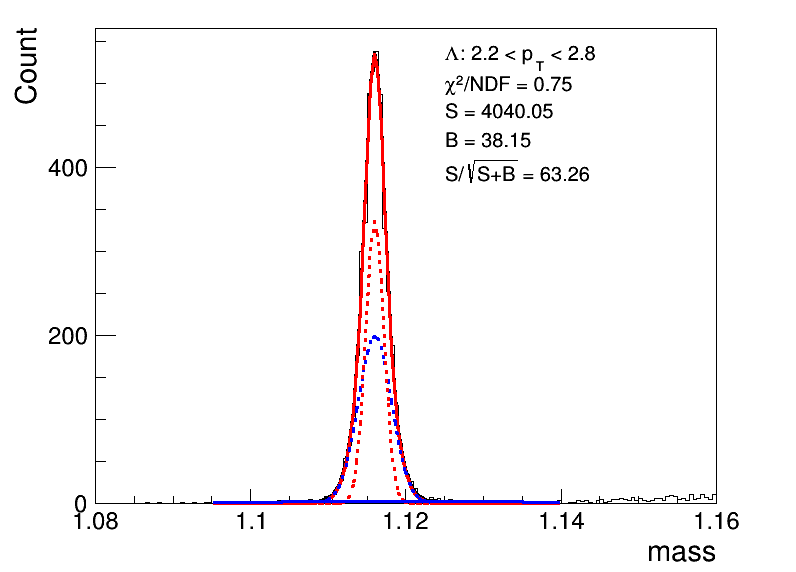 Count
Λ: 2.2 < p_T < 2.8
χ²/NDF = 0.75
S = 4040.05
B = 38.15
S/√S+B = 63.26
400
200
0
1.08 1.1 1.12 1.14 1.16
mass